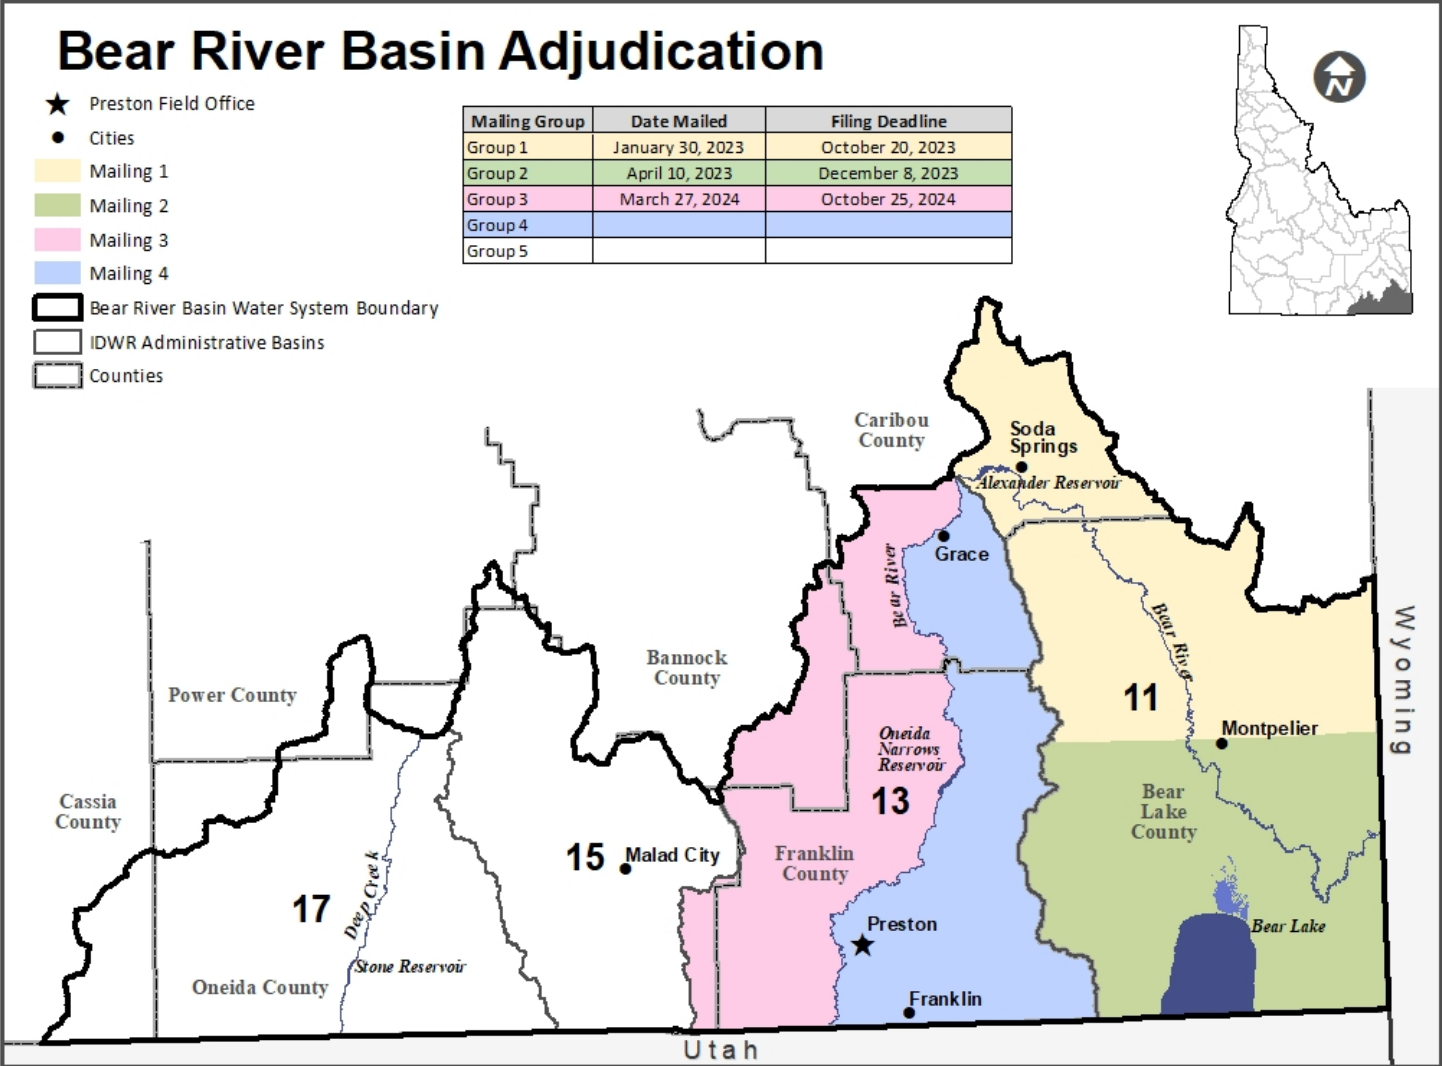 Bear River Basin Adjudication
Preston Field Office
Cities
Mailing 1
Mailing 2
Mailing 3
Mailing 4
Bear River Basin Water System Boundary
IDWR Administrative Basins
Counties
Mailing Group Date Mailed Filing Deadline
Group 1 January 30, 2023 October 20, 2023
Group 2 April 10, 2023 December 8, 2023
Group 3 March 27, 2024 October 25, 2024
Group 4
Group 5
N
Caribou
County
Soda
Springs
Alexander Reservoir
Grace
Bear River
Bear River
Wyoming
Bannock
County
Power County
11
Montpelier
Oneida
Narrows
Reservoir
13
Cassia
County
Bear
Lake
County
15
Malad City
Franklin
County
17
Deep Creek
Preston
Bear Lake
Stone Reservoir
Oneida County
Franklin
Utah